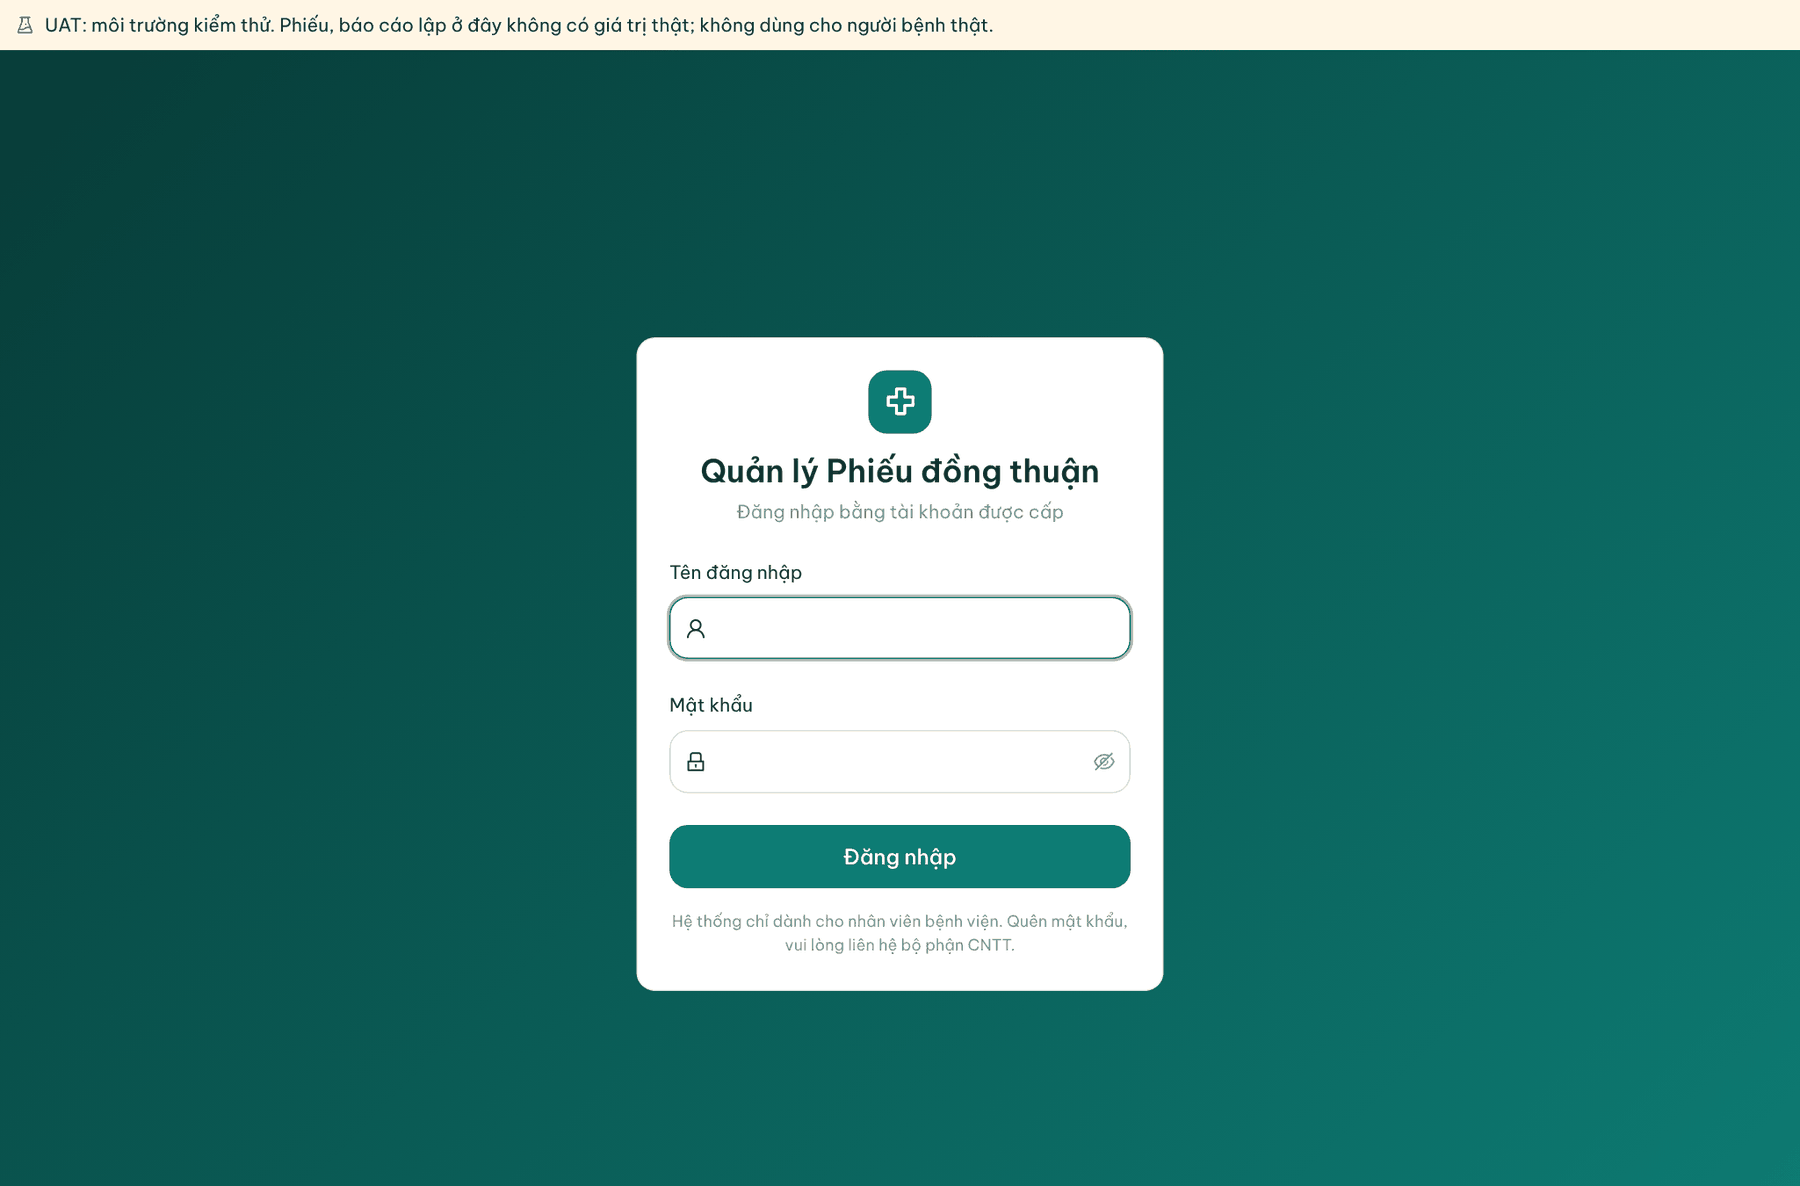 UAT: môi trường kiểm thử. Phiếu, báo cáo lập ở đây không có giá trị thật; không dùng cho người bệnh thật.
Quản lý Phiếu đồng thuận
Đăng nhập bằng tài khoản được cấp
Tên đăng nhập
Mật khẩu
Đăng nhập
Hệ thống chỉ dành cho nhân viên bệnh viện. Quên mật khẩu,
vui lòng liên hệ bộ phận CNTT.